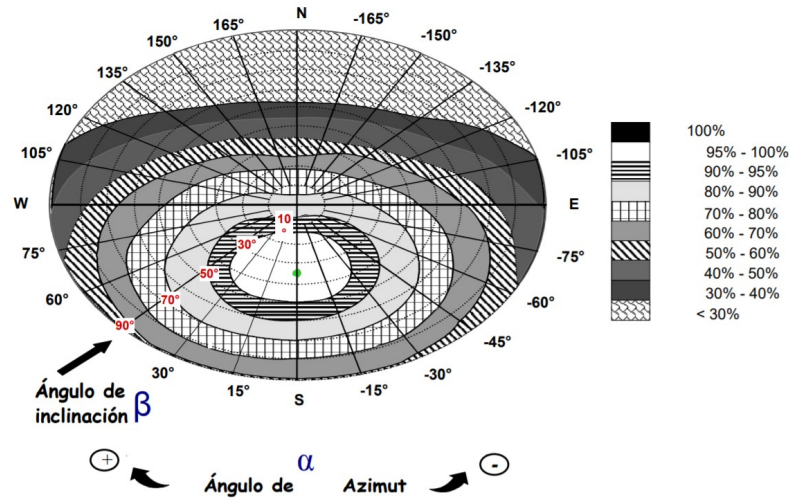 N
165°
-165°
150°
-150°
135°
-135°
120°
-120°
105°
-105°
W
E
75°
-75°
60°
-60°
-45°
30°
-30°
15°
-15°
S
10
°
30°
50°
70°
90°
100%
95% - 100%
90% - 95%
80% - 90%
70% - 80%
60% - 70%
50% - 60%
40% - 50%
30% - 40%
< 30%
Ángulo de
inclinación β
α
+
Ángulo de Azimut
-